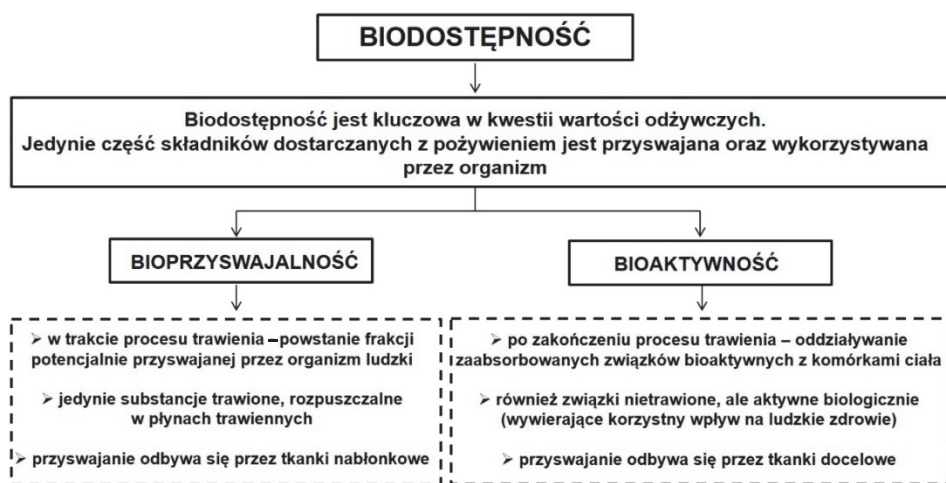 BIODOSTĘPNOŚĆ
Biodostępność jest kluczowa w kwestii wartości odżywczych.
Jedynie część składników dostarczanych z pożywieniem jest przyswajana oraz wykorzystywana
przez organizm
BIOPRZYSWAJALNOŚĆ
➢ w trakcie procesu trawienia –powstanie frakcji
potencjalnie przyswajanej przez organizm ludzki
➢ jedynie substancje trawione, rozpuszczalne
w płynach trawiennych
➢ przyswajanie odbywa się przez tkanki nabłonkowe
BIOAKTYWNOŚĆ
➢ po zakończeniu procesu trawienia – oddziaływanie
zaabsorbowanych związków bioaktywnych z komórkami ciała
➢ również związki nietrawione, ale aktywne biologicznie
(wywierające korzystny wpływ na ludzkie zdrowie)
➢ przyswajanie odbywa się przez tkanki docelowe